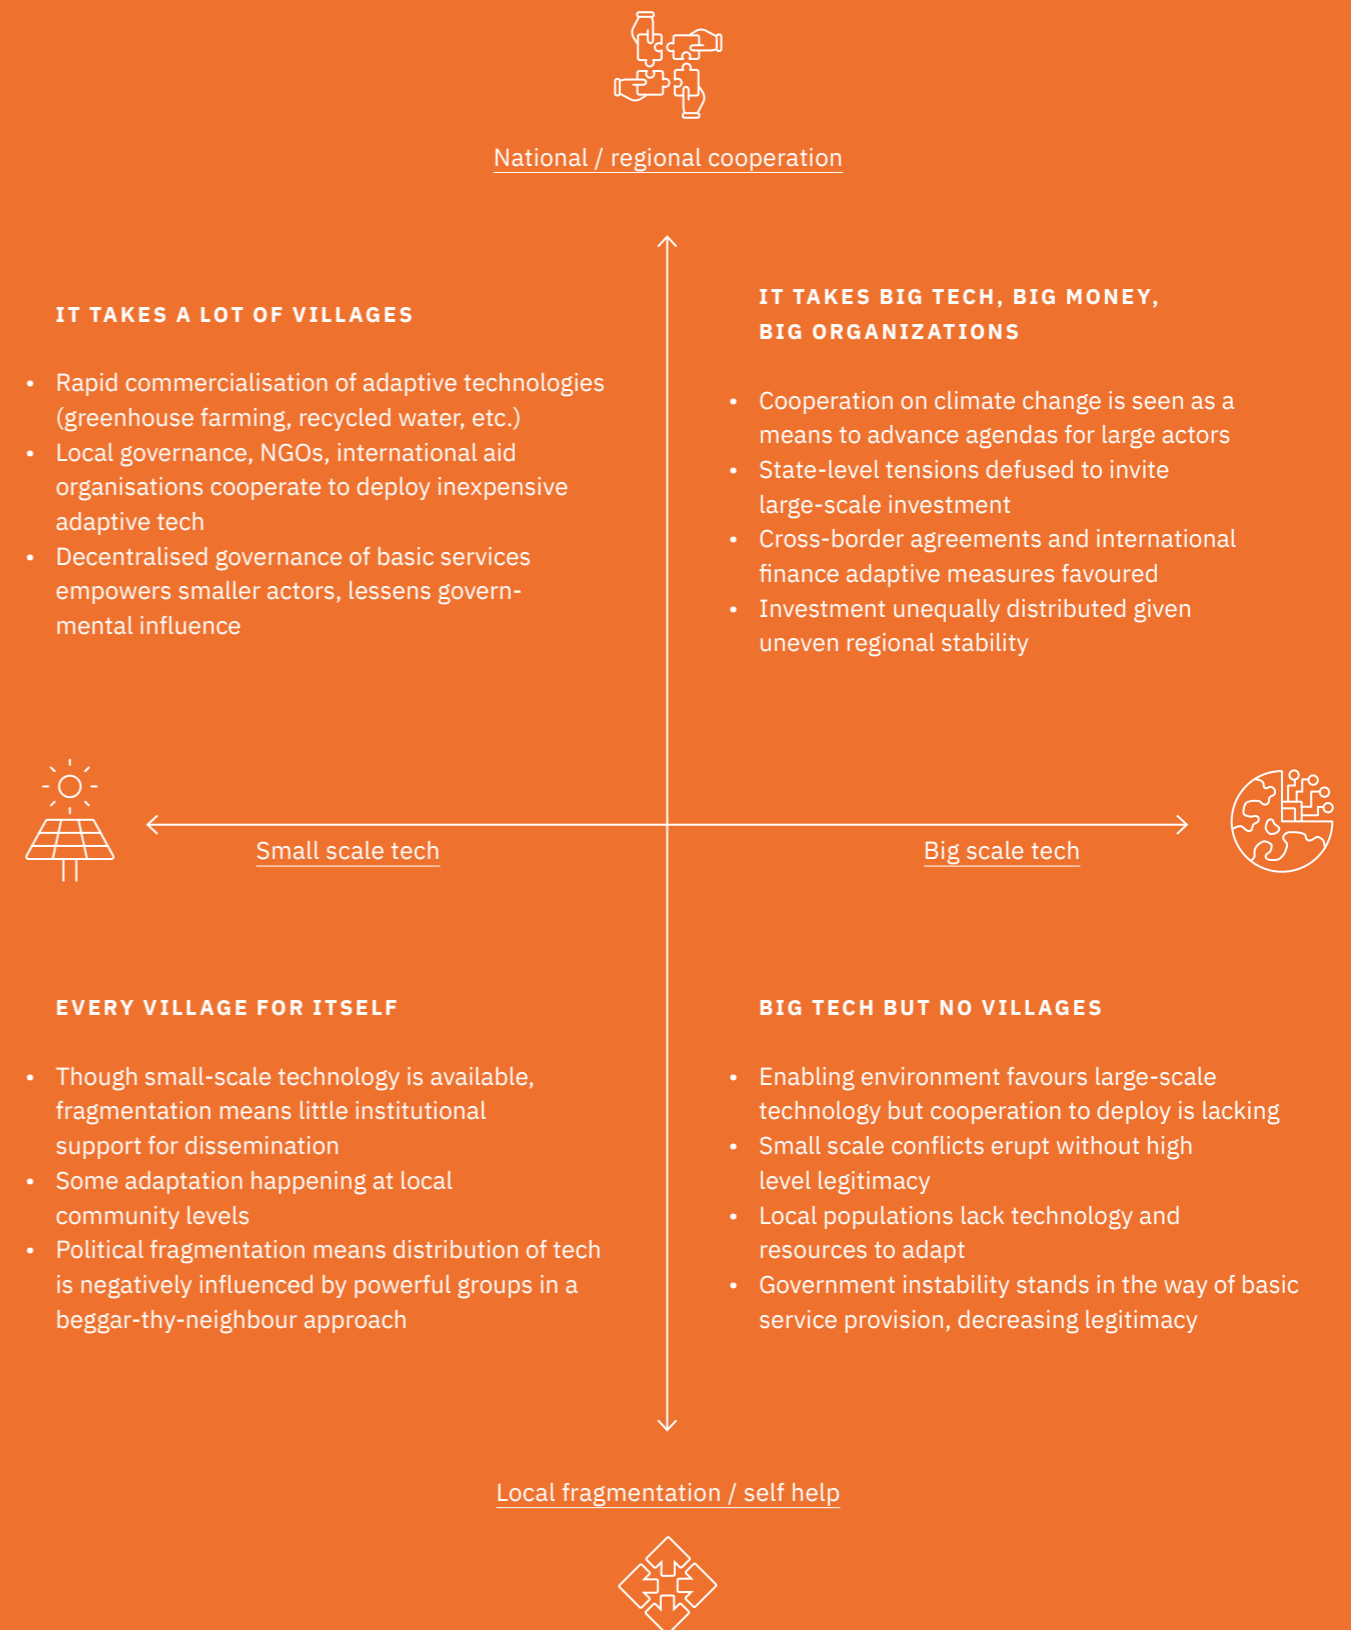 National / regional cooperation
IT TAKES A LOT OF VILLAGES
• Rapid commercialisation of adaptive technologies
(greenhouse farming, recycled water, etc.)
• Local governance, NGOs, international aid
organisations cooperate to deploy inexpensive
adaptive tech
• Decentralised governance of basic services
empowers smaller actors, lessens govern-
mental influence
IT TAKES BIG TECH, BIG MONEY,
BIG ORGANIZATIONS
• Cooperation on climate change is seen as a
means to advance agendas for large actors
• State-level tensions defused to invite
large-scale investment
• Cross-border agreements and international
finance adaptive measures favoured
• Investment unequally distributed given
uneven regional stability
Small scale tech
Big scale tech
EVERY VILLAGE FOR ITSELF
• Though small-scale technology is available,
fragmentation means little institutional
support for dissemination
• Some adaptation happening at local
community levels
• Political fragmentation means distribution of tech
is negatively influenced by powerful groups in a
beggar-thy-neighbour approach
BIG TECH BUT NO VILLAGES
• Enabling environment favours large-scale
technology but cooperation to deploy is lacking
• Small scale conflicts erupt without high
level legitimacy
• Local populations lack technology and
resources to adapt
• Government instability stands in the way of basic
service provision, decreasing legitimacy
Local fragmentation / self help